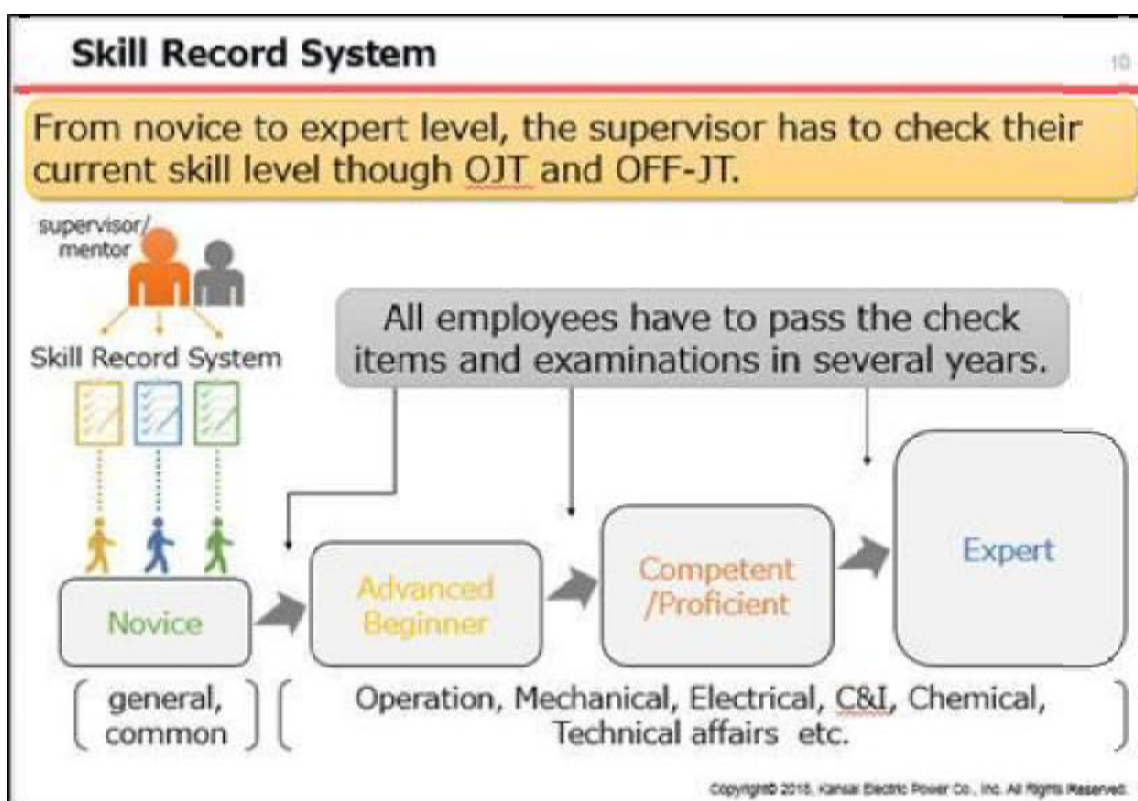 Skill Record System
10
From novice to expert level, the supervisor has to check their
current skill level though OJT and OFF-JT.
supervisor/
mentor
Skill Record System
All employees have to pass the check
items and examinations in several years.
Novice
Advanced
Beginner
Competent
/Proficient
Expert
general,
common
Operation, Mechanical, Electrical, C&I, Chemical,
Technical affairs etc.
Copyright© 2018, Kansai Electric Power Co., Inc. All Rights Reserved.